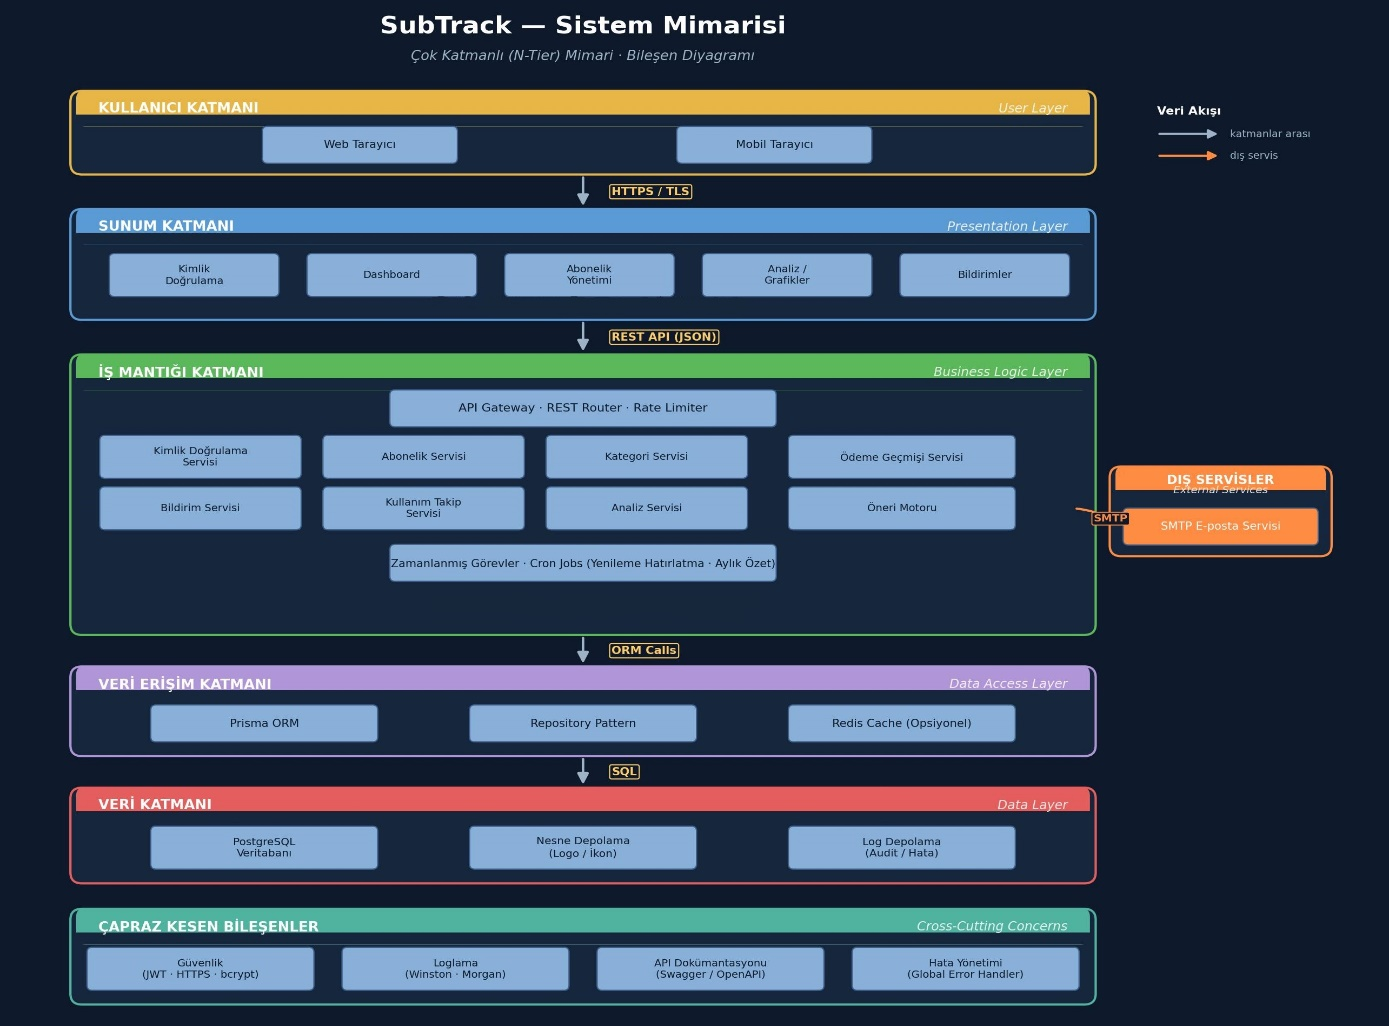 SubTrack — Sistem Mimarisi
Çok Katmanlı (N-Tier) Mimari · Bileşen Diyagramı
KULLANICI KATMANI
User Layer
Web Tarayıcı
Mobil Tarayıcı
Veri Akışı
katmanlar arası
dış servis
HTTPS / TLS
SUNUM KATMANI
Presentation Layer
Kimlik
Doğrulama
Dashboard
Abonelik
Yönetimi
Analiz /
Grafikler
Bildirimler
REST API (JSON)
İŞ MANTIĞI KATMANI
Business Logic Layer
API Gateway · REST Router · Rate Limiter
Kimlik Doğrulama
Servisi
Abonelik Servisi
Kategori Servisi
Ödeme Geçmişi Servisi
Bildirim Servisi
Kullanım Takip
Servisi
Analiz Servisi
Öneri Motoru
Zamanlanmış Görevler · Cron Jobs (Yenileme Hatırlatma · Aylık Özet)
DIŞ SERVİSLER
External Services
SMTP
SMTP E-posta Servisi
ORM Calls
VERİ ERİŞİM KATMANI
Data Access Layer
Prisma ORM
Repository Pattern
Redis Cache (Opsiyonel)
SQL
VERİ KATMANI
Data Layer
PostgreSQL
Veritabanı
Nesne Depolama
(Logo / İkon)
Log Depolama
(Audit / Hata)
ÇAPRAZ KESEN BİLEŞENLER
Cross-Cutting Concerns
Güvenlik
(JWT · HTTPS · bcrypt)
Loglama
(Winston · Morgan)
API Dokümantasyonu
(Swagger / OpenAPI)
Hata Yönetimi
(Global Error Handler)